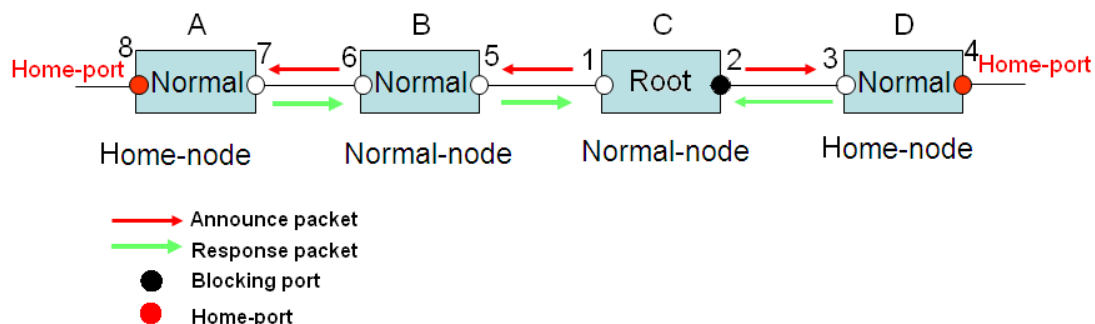 A B C D
8 7 6 5 1 2 3 4
Home-port Normal Normal Root Normal Home-port
Home-node Normal-node Normal-node Home-node
Announce packet
Response packet
Blocking port
Home-port